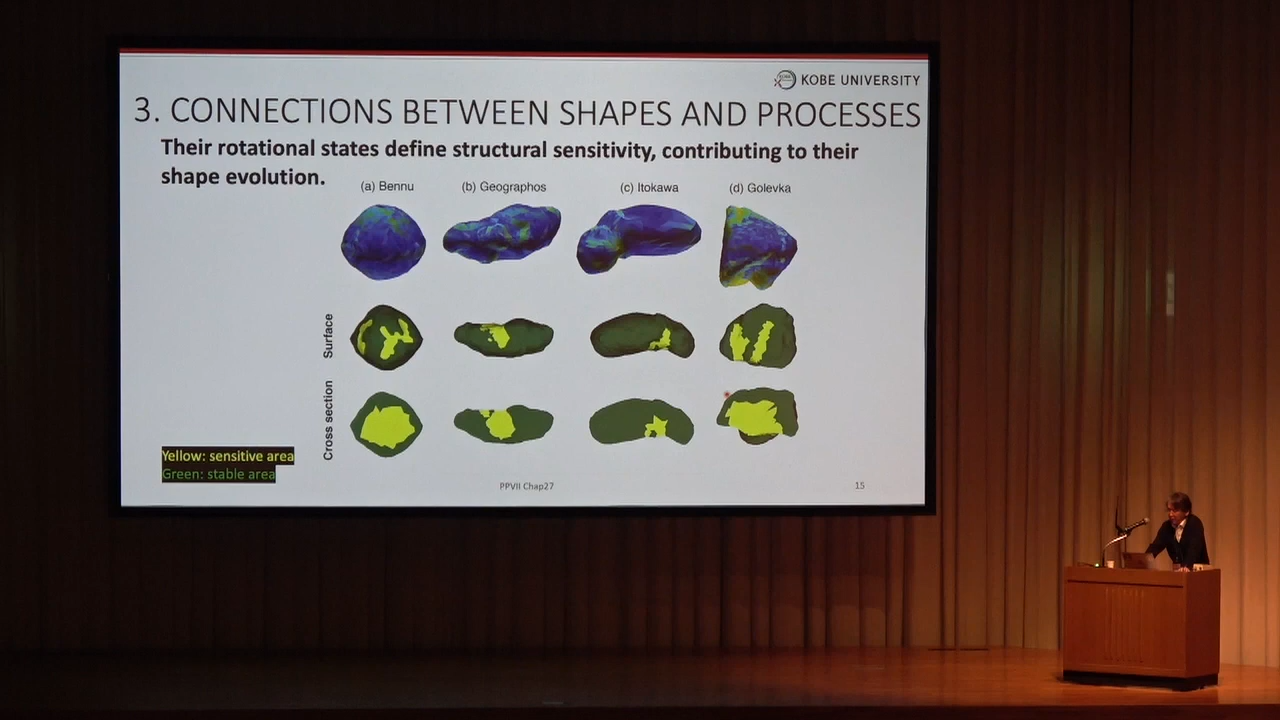 KOBE UNIVERSITY
3. CONNECTIONS BETWEEN SHAPES AND PROCESSES
Their rotational states define structural sensitivity, contributing to their
shape evolution.
(a) Bennu
(b) Geographos
(c) Itokawa
(d) Golevka
Surface
Cross section
Yellow: sensitive area
Green: stable area
PPVII Chap27
15